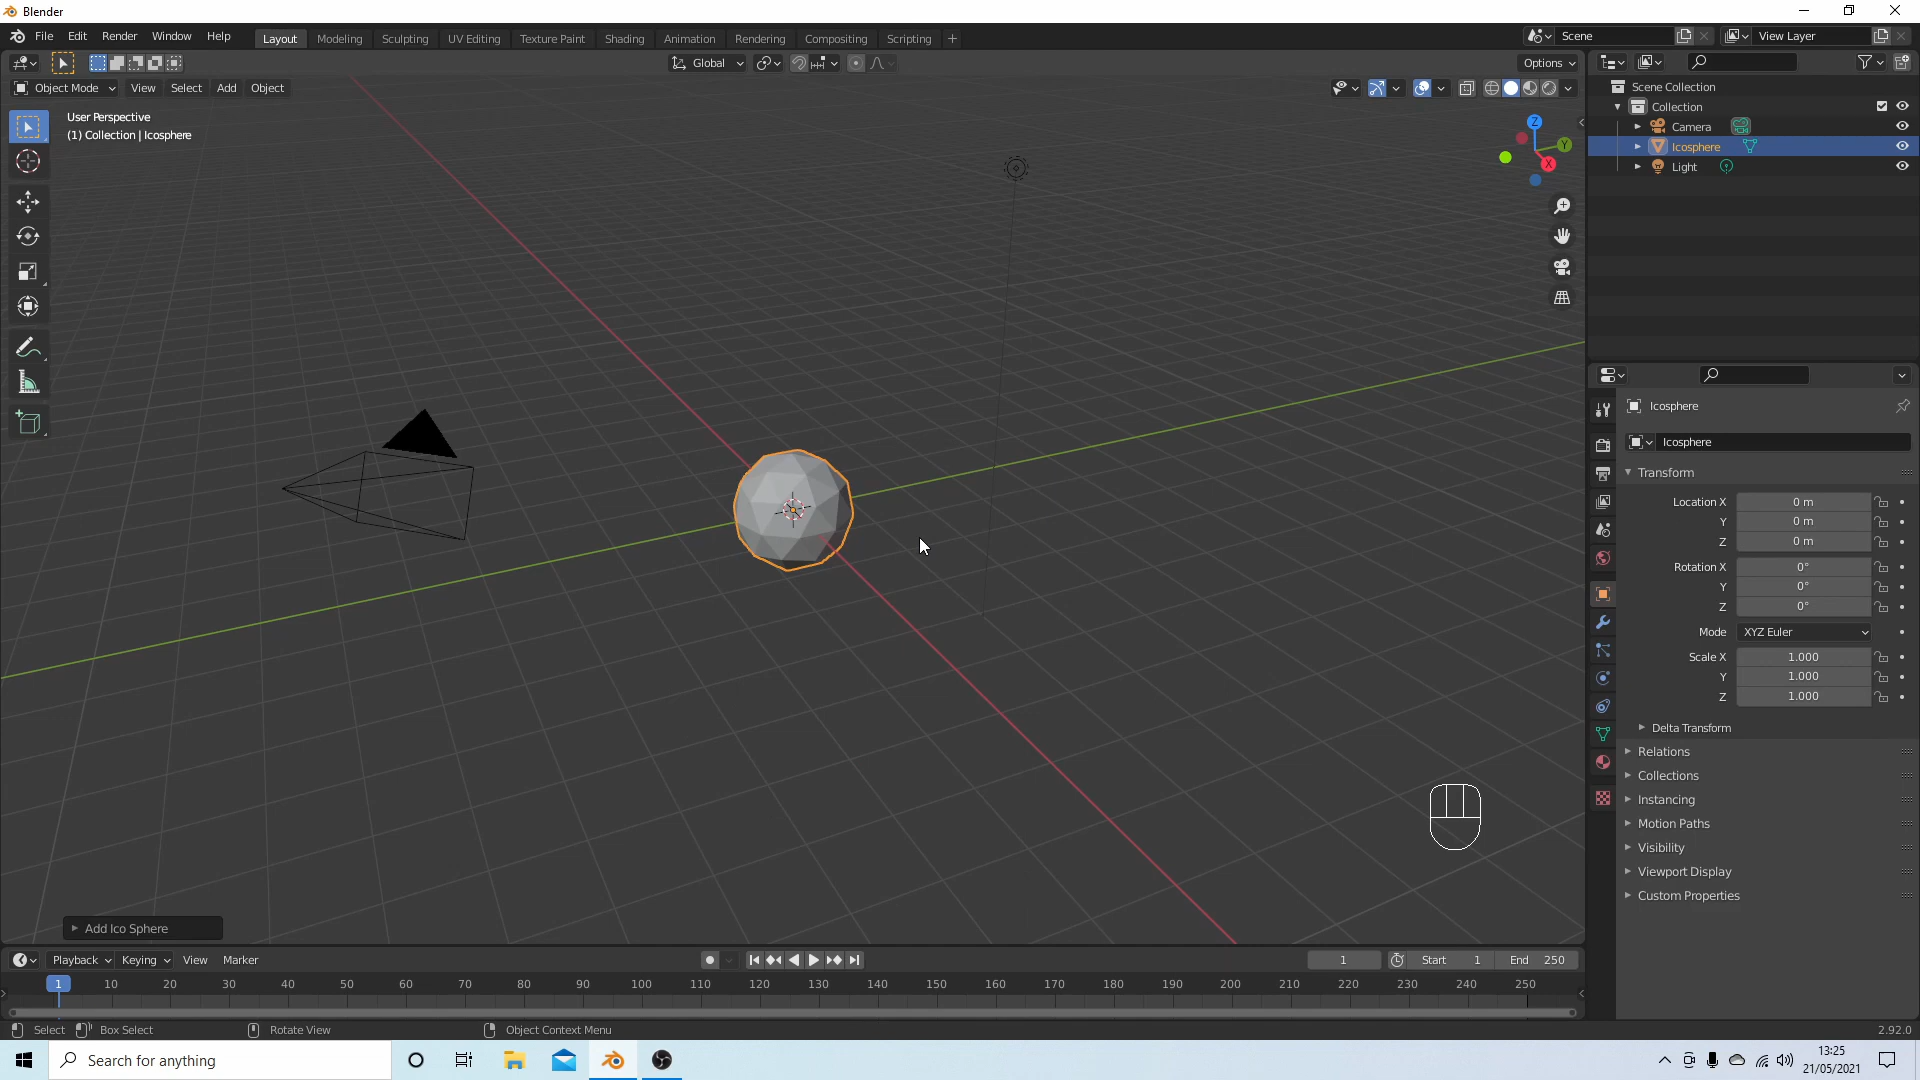 Blender
File Edit Render Window Help Layout Modeling Sculpting UV Editing Texture Paint Shading Animation Rendering Compositing Scripting + Scene View Layer
Global Options
Object Mode View Select Add Object
User Perspective
(1) Collection | Icosphere
Z
Y
X
Scene Collection
Collection
Camera
Icosphere
Light
Icosphere
Icosphere
Transform
Location X 0 m
Y 0 m
Z 0 m
Rotation X 0°
Y 0°
Z 0°
Mode XYZ Euler
Scale X 1.000
Y 1.000
Z 1.000
Delta Transform
Relations
Collections
Instancing
Motion Paths
Visibility
Viewport Display
Custom Properties
Add Ico Sphere
Playback Keying View Marker 1 Start 1 End 250
1 10 20 30 40 50 60 70 80 90 100 110 120 130 140 150 160 170 180 190 200 210 220 230 240 250
Select Box Select Rotate View Object Context Menu 2.92.0
Search for anything
13:25
21/05/2021